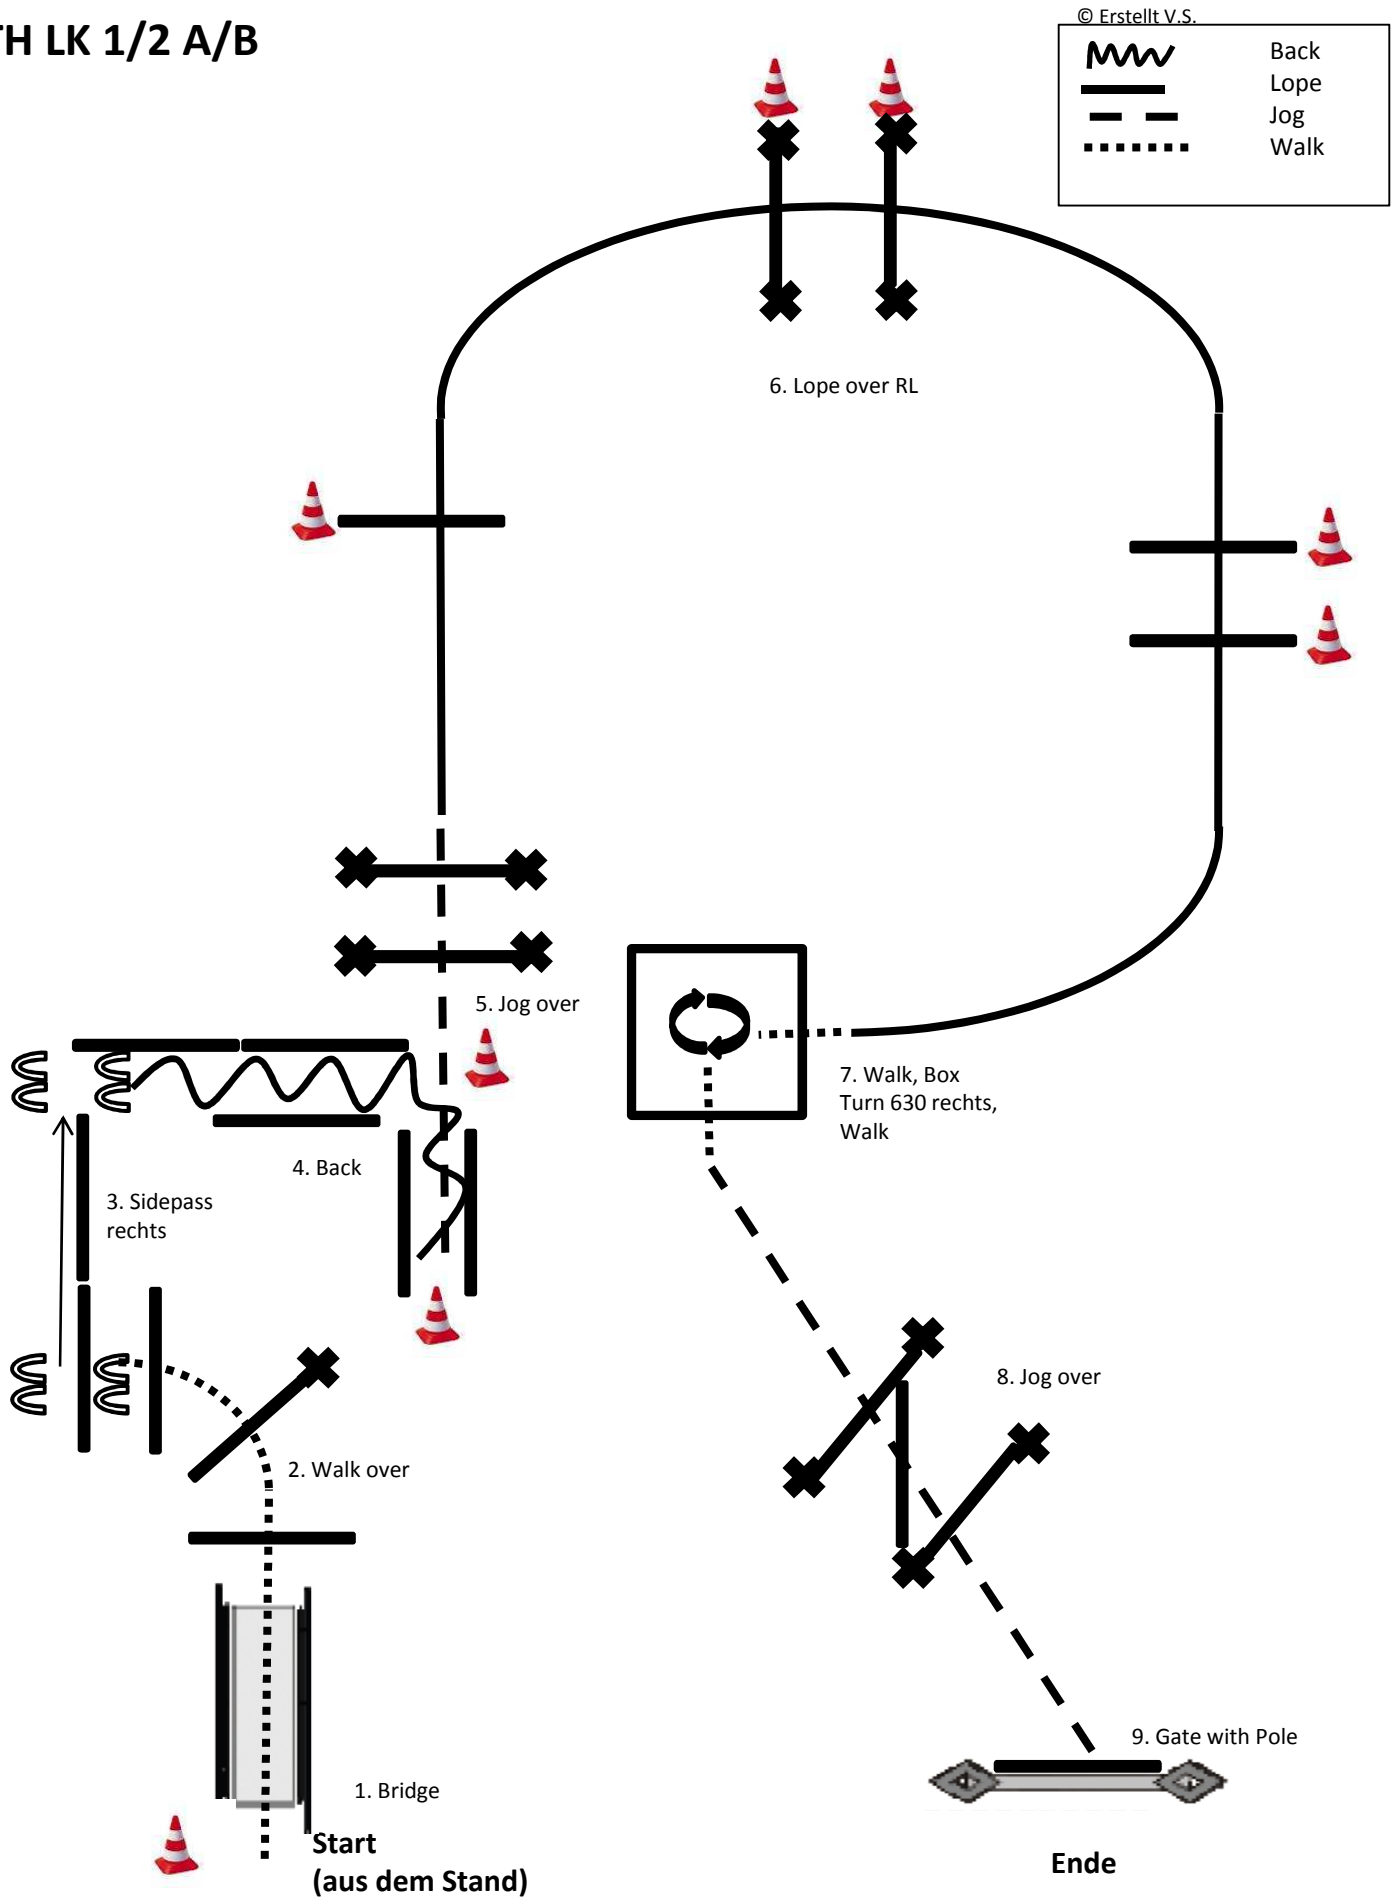 TH LK 1/2 A/B
© Erstellt V.S.
Back
Lope
Jog
Walk
6. Lope over RL
5. Jog over
7. Walk, Box
Turn 630 rechts,
Walk
4. Back
3. Sidepass
rechts
8. Jog over
2. Walk over
9. Gate with Pole
1. Bridge
Start
(aus dem Stand)
Ende